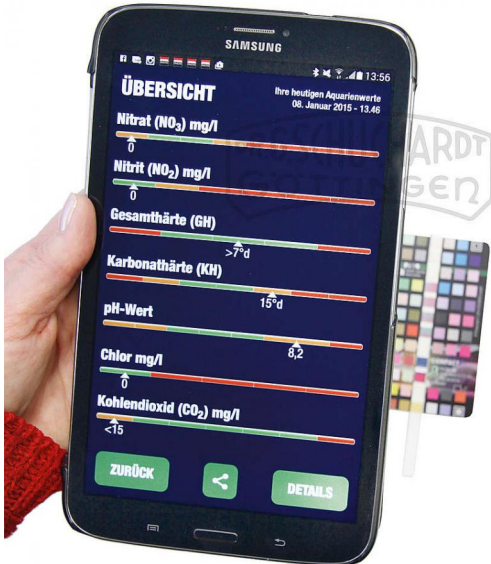 SAMSUNG
13:56
ÜBERSICHT
Ihre heutigen Aquarienwerte
08. Januar 2015 - 13.46
Nitrat (NO₃) mg/l
0
Nitrit (NO₂) mg/l
0
Gesamthärte (GH)
>7°d
Karbonathärte (KH)
15°d
pH-Wert
8,2
Chlor mg/l
0
Kohlendioxid (CO₂) mg/l
<15
ZURÜCK
DETAILS
GÖTTINGEN